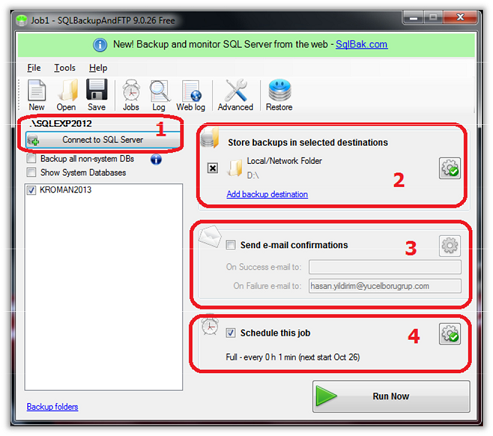 Job1 - SQLBackupAndFTP 9.0.26 Free
New! Backup and monitor SQL Server from the web - SqlBak.com
File Tools Help
New Open Save Jobs Log Web log Advanced Restore
.\SQLEXP2012
1
Connect to SQL Server
Backup all non-system DBs
Show System Databases
KROMAN2013
Store backups in selected destinations
Local/Network Folder
D:\
2
Add backup destination
Send e-mail confirmations
3
On Success e-mail to:
On Failure e-mail to: hasan.yildirim@yucelborugrup.com
Schedule this job
4
Full - every 0 h 1 min (next start Oct 26)
Backup folders
Run Now